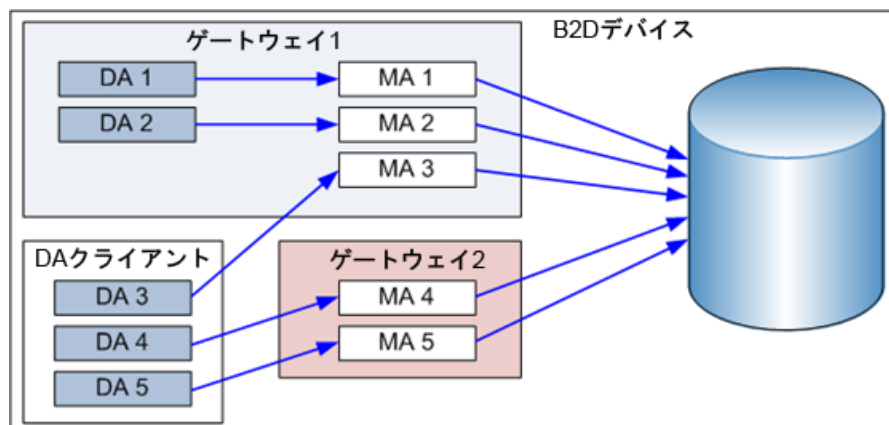 B2Dデバイス
ゲートウェイ1
DA 1
MA 1
DA 2
MA 2
MA 3
DAクライアント
DA 3
DA 4
DA 5
ゲートウェイ2
MA 4
MA 5